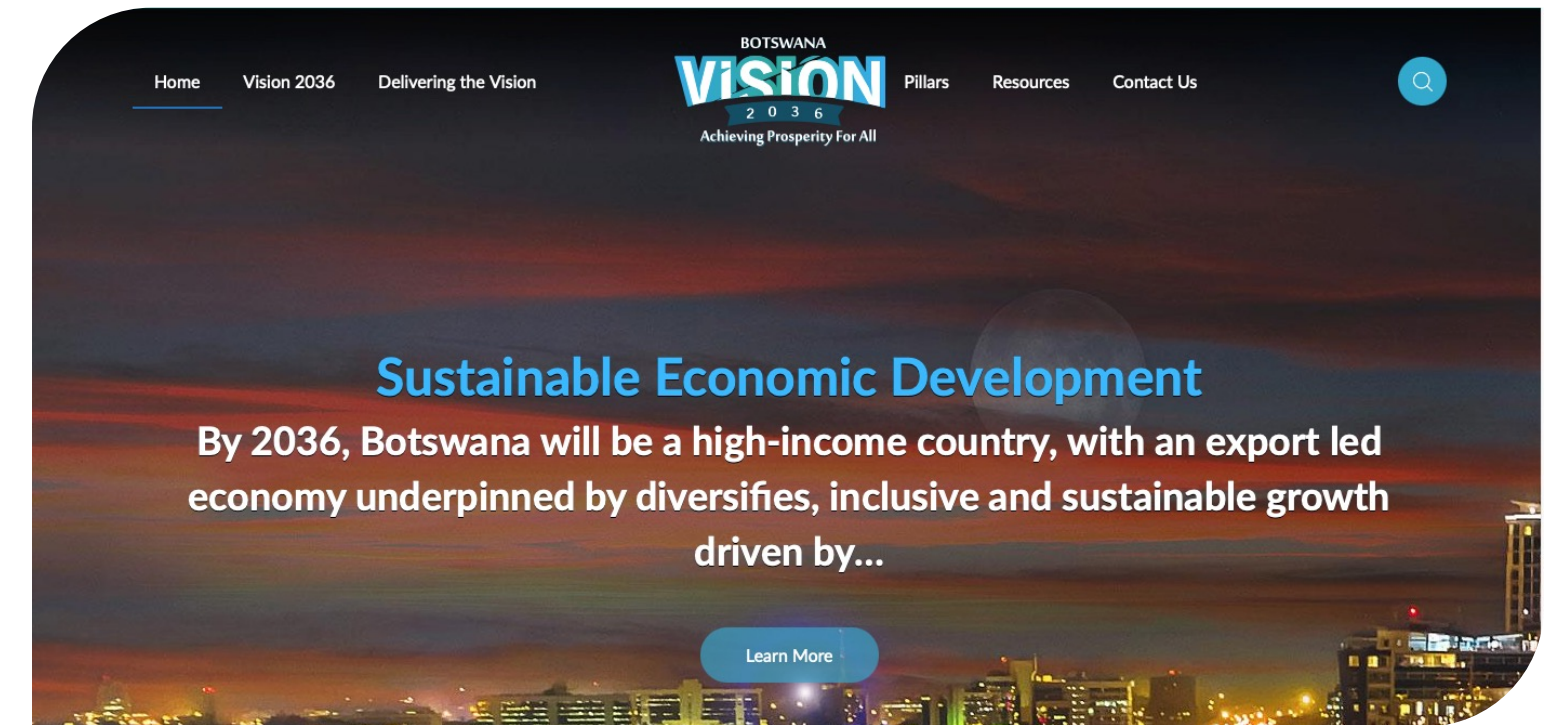 BOTSWANA
VISION
2 0 3 6
Achieving Prosperity For All
Home
Vision 2036
Delivering the Vision
Pillars
Resources
Contact Us
Sustainable Economic Development
By 2036, Botswana will be a high-income country, with an export led
economy underpinned by diversifies, inclusive and sustainable growth
driven by...
Learn More